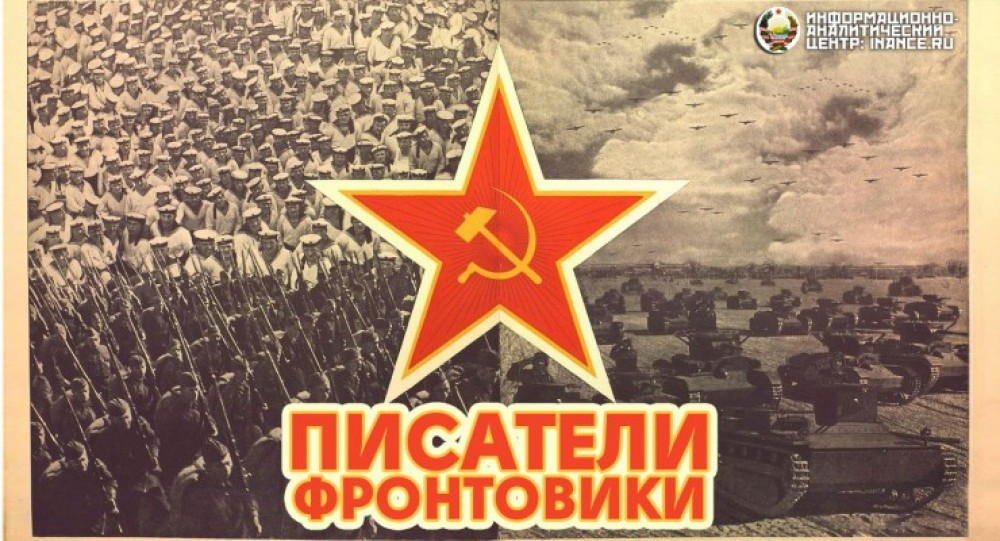 ИНФОРМАЦИОННО-
АНАЛИТИЧЕСКИЙ
ЦЕНТР: INANCE.RU
ПИСАТЕЛИ
ФРОНТОВИКИ